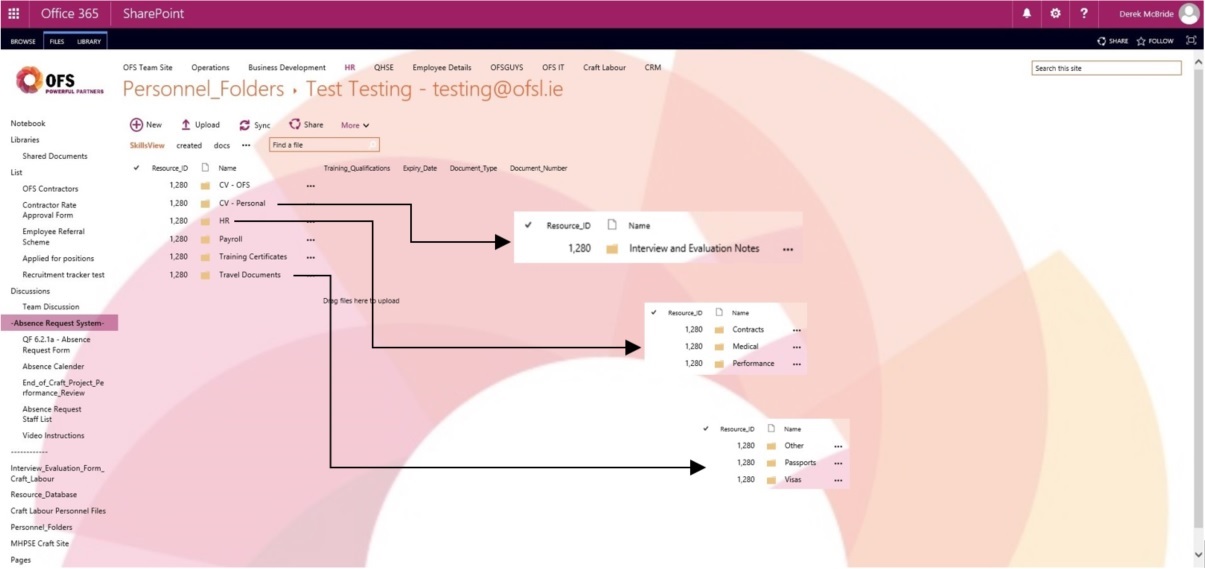 Office 365
SharePoint
?
Derek McBride
BROWSE FILES LIBRARY
SHARE FOLLOW
OFS
POWERFUL PARTNERS
OFS Team Site Operations Business Development HR QHSE Employee Details OFSGUYS OFS IT Craft Labour CRM
Search this site
Personnel_Folders › Test Testing - testing@ofsl.ie
New Upload Sync Share More
SkillsView created docs ... Find a file
Resource_ID Name Training_Qualifications Expiry_Date Document_Type Document_Number
1,280 CV - OFS ...
1,280 CV - Personal
1,280 HR ...
1,280 Payroll ...
1,280 Training Certificates ...
1,280 Travel Documents
Drag files here to upload
Notebook
Libraries
Shared Documents
List
OFS Contractors
Contractor Rate
Approval Form
Employee Referral
Scheme
Applied for positions
Recruitment tracker test
Discussions
Team Discussion
-Absence Request System-
QF 6.2.1a - Absence
Request Form
Absence Calender
End_of_Craft_Project_Pe
rformance_Review
Absence Request
Staff List
Video Instructions
------------
Interview_Evaluation_Form_
Craft_Labour
Resource_Database
Craft Labour Personnel Files
Personnel_Folders
MHPSE Craft Site
Pages
Resource_ID Name
1,280 Interview and Evaluation Notes ...
Resource_ID Name
1,280 Contracts ...
1,280 Medical ...
1,280 Performance ...
Resource_ID Name
1,280 Other ...
1,280 Passports ...
1,280 Visas ...